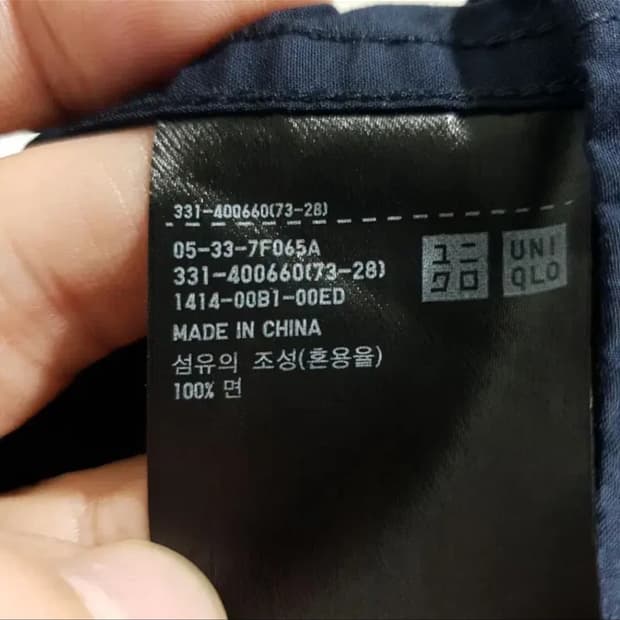 331-400660(73-28)
05-33-7F065A
331-400660(73-28)
1414-00B1-00ED
MADE IN CHINA
섬유의 조성(혼용율)
100% 면
ユニ
クロ
UNI
QLO